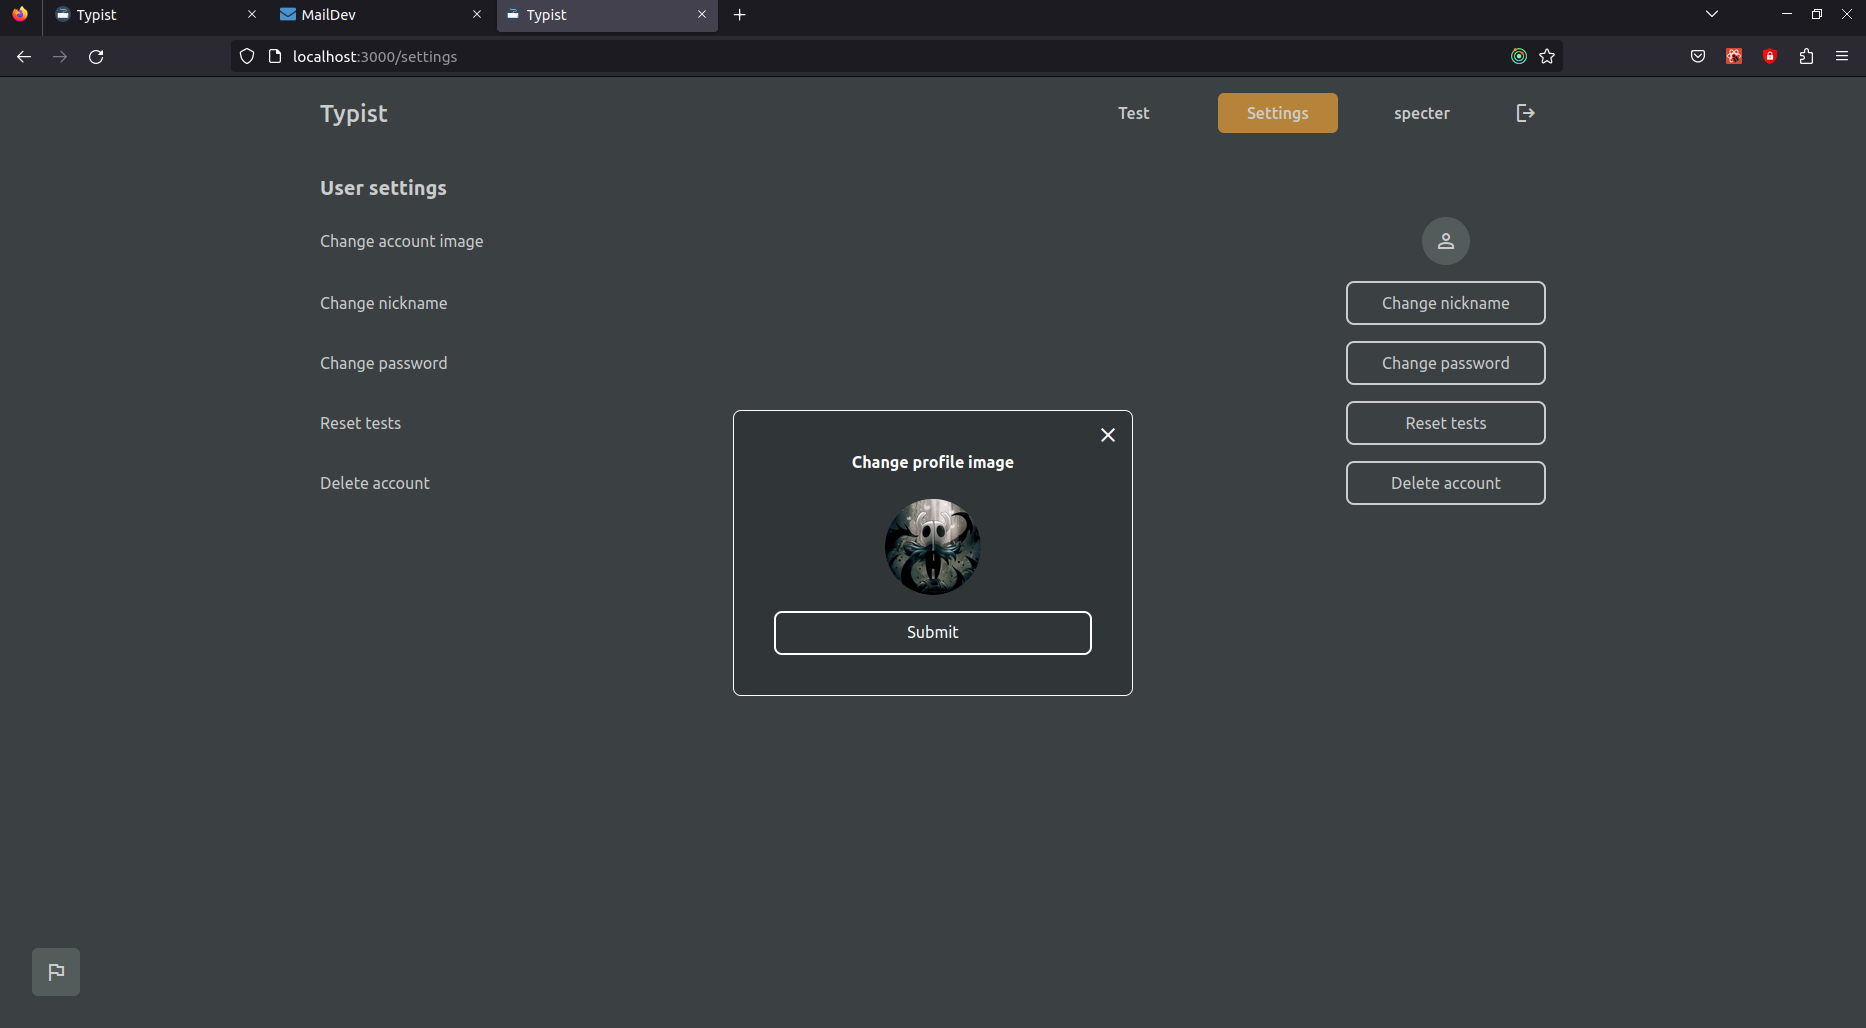 Typist
MailDev
Typist
localhost:3000/settings
Typist
Test
Settings
specter
User settings
Change account image
Change nickname
Change nickname
Change password
Change password
Reset tests
Reset tests
Delete account
Delete account
Change profile image
Submit